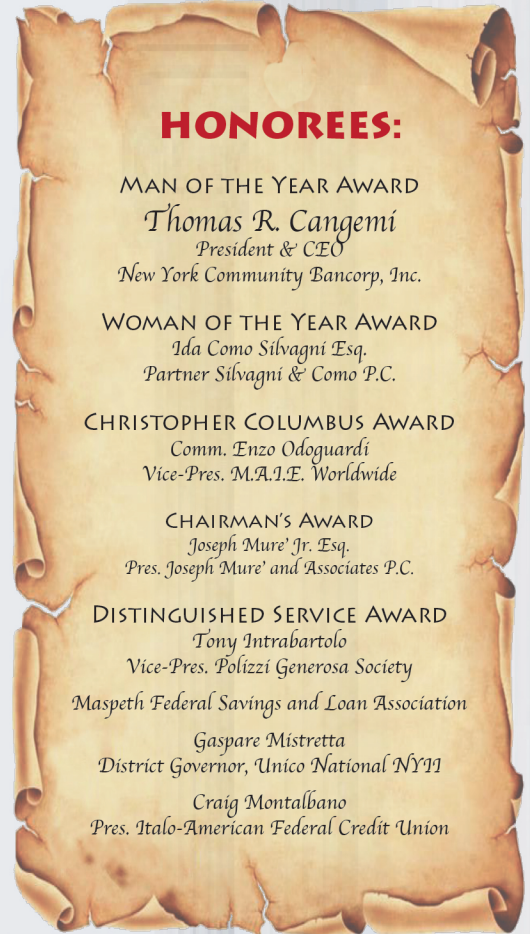 HONOREES:
MAN OF THE YEAR AWARD
Thomas R. Cangemi
President & CEO
New York Community Bancorp, Inc.
WOMAN OF THE YEAR AWARD
Ida Como Silvagni Esq.
Partner Silvagni & Como P.C.
CHRISTOPHER COLUMBUS AWARD
Comm. Enzo Odoguardi
Vice-Pres. M.A.I.E. Worldwide
CHAIRMAN'S AWARD
Joseph Mure' Jr. Esq.
Pres. Joseph Mure' and Associates P.C.
DISTINGUISHED SERVICE AWARD
Tony Intrabartolo
Vice-Pres. Polizzi Generosa Society
Maspeth Federal Savings and Loan Association
Gaspare Mistretta
District Governor, Unico National NYII
Craig Montalbano
Pres. Italo-American Federal Credit Union